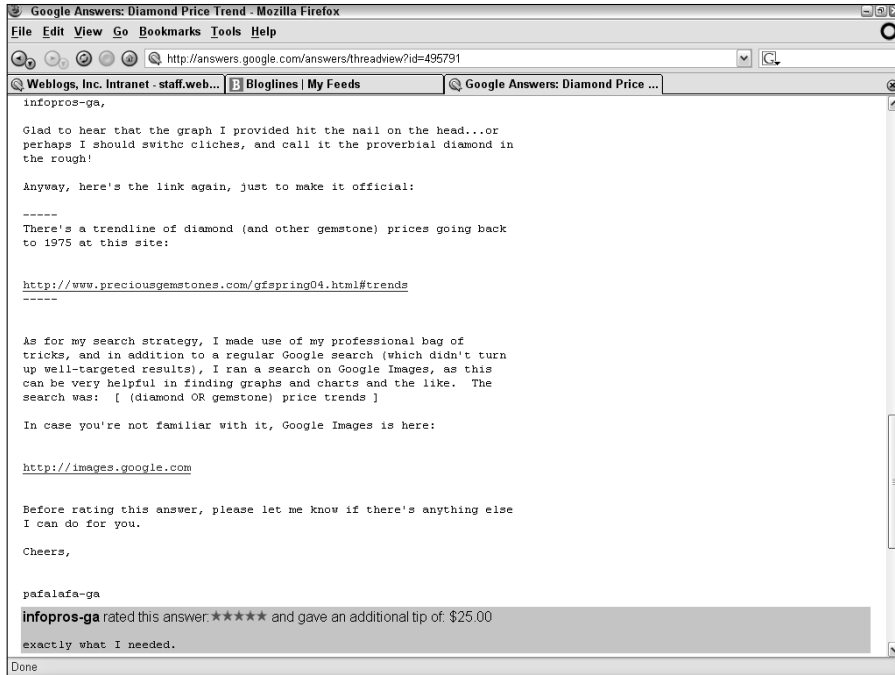 Google Answers: Diamond Price Trend - Mozilla Firefox
File Edit View Go Bookmarks Tools Help
http://answers.google.com/answers/threadview?id=495791
G
Weblogs, Inc. Intranet - staff.web... B Bloglines | My Feeds Google Answers: Diamond Price ...
infopros-ga,
Glad to hear that the graph I provided hit the nail on the head...or
perhaps I should swithc cliches, and call it the proverbial diamond in
the rough!
Anyway, here's the link again, just to make it official:
-----
There's a trendline of diamond (and other gemstone) prices going back
to 1975 at this site:
http://www.preciousgemstones.com/gfspring04.html#trends
-----
As for my search strategy, I made use of my professional bag of
tricks, and in addition to a regular Google search (which didn't turn
up well-targeted results), I ran a search on Google Images, as this
can be very helpful in finding graphs and charts and the like.  The
search was:  [ (diamond OR gemstone) price trends ]
In case you're not familiar with it, Google Images is here:
http://images.google.com
Before rating this answer, please let me know if there's anything else
I can do for you.
Cheers,
pafalafa-ga
infopros-ga rated this answer:★★★★★ and gave an additional tip of: $25.00
exactly what I needed.
Done